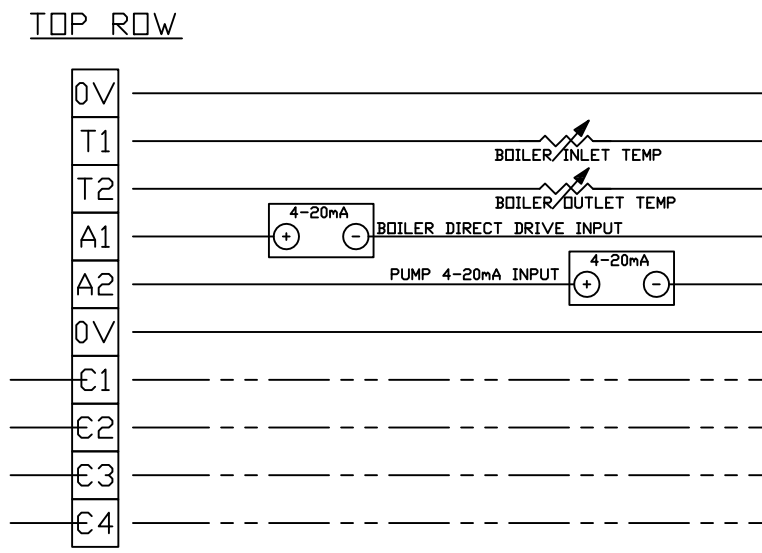 TOP ROW
0V
T1
BOILER INLET TEMP
T2
BOILER OUTLET TEMP
4-20mA
A1
+ -
BOILER DIRECT DRIVE INPUT
4-20mA
A2
PUMP 4-20mA INPUT
+ -
0V
C1
C2
C3
C4